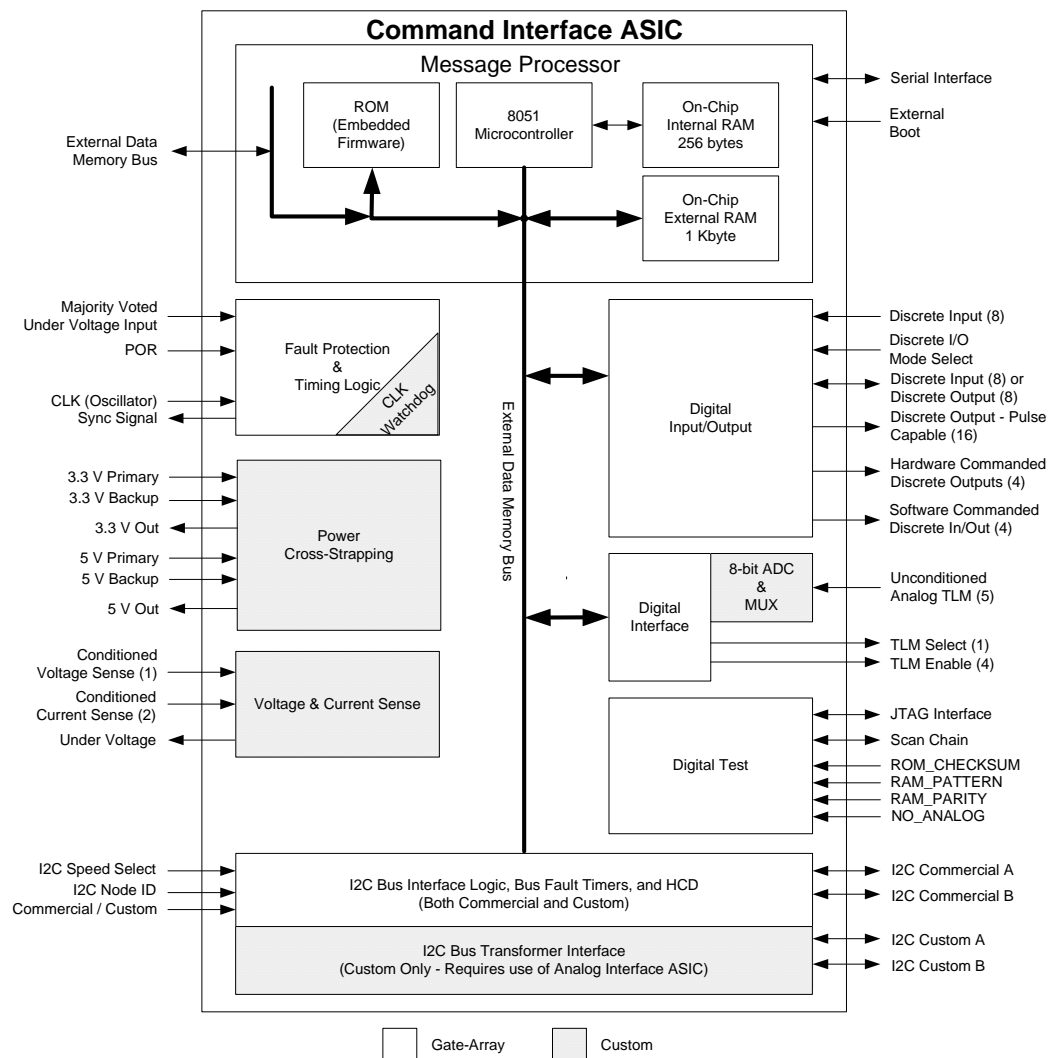 Command Interface ASIC
Message Processor
ROM
(Embedded
Firmware)
8051
Microcontroller
On-Chip
Internal RAM
256 bytes
On-Chip
External RAM
1 Kbyte
External Data
Memory Bus
Serial Interface
External
Boot
Majority Voted
Under Voltage Input
POR
CLK (Oscillator)
Sync Signal
Fault Protection
&
Timing Logic
CLK
Watchdog
3.3 V Primary
3.3 V Backup
3.3 V Out
5 V Primary
5 V Backup
5 V Out
Power
Cross-Strapping
Conditioned
Voltage Sense (1)
Conditioned
Current Sense (2)
Under Voltage
Voltage & Current Sense
External Data Memory Bus
Digital
Input/Output
Discrete Input (8)
Discrete I/O
Mode Select
Discrete Input (8) or
Discrete Output (8)
Discrete Output - Pulse
Capable (16)
Hardware Commanded
Discrete Outputs (4)
Software Commanded
Discrete In/Out (4)
Digital
Interface
8-bit ADC
&
MUX
Unconditioned
Analog TLM (5)
TLM Select (1)
TLM Enable (4)
Digital Test
JTAG Interface
Scan Chain
ROM_CHECKSUM
RAM_PATTERN
RAM_PARITY
NO_ANALOG
I2C Speed Select
I2C Node ID
Commercial / Custom
I2C Bus Interface Logic, Bus Fault Timers, and HCD
(Both Commercial and Custom)
I2C Bus Transformer Interface
(Custom Only - Requires use of Analog Interface ASIC)
I2C Commercial A
I2C Commercial B
I2C Custom A
I2C Custom B
Gate-Array
Custom